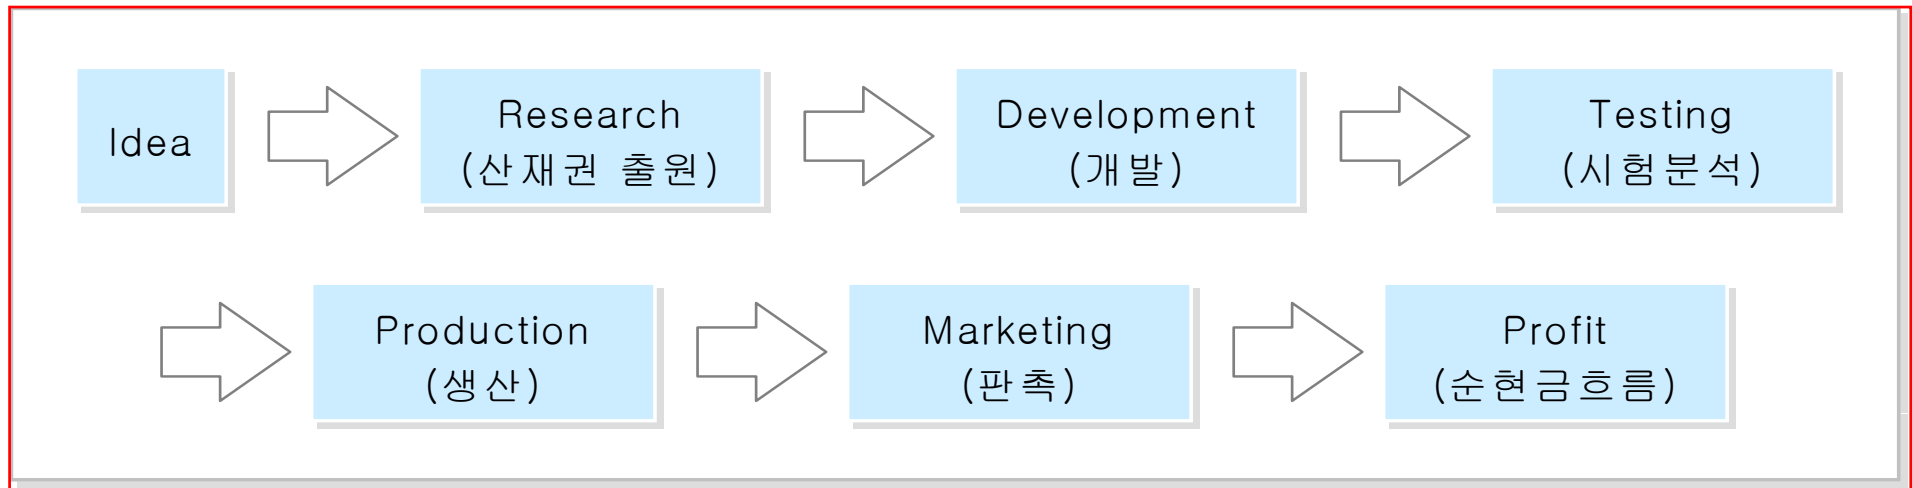 Idea
Research
(산재권 출원)
Development
(개발)
Testing
(시험분석)
Production
(생산)
Marketing
(판촉)
Profit
(순현금흐름)